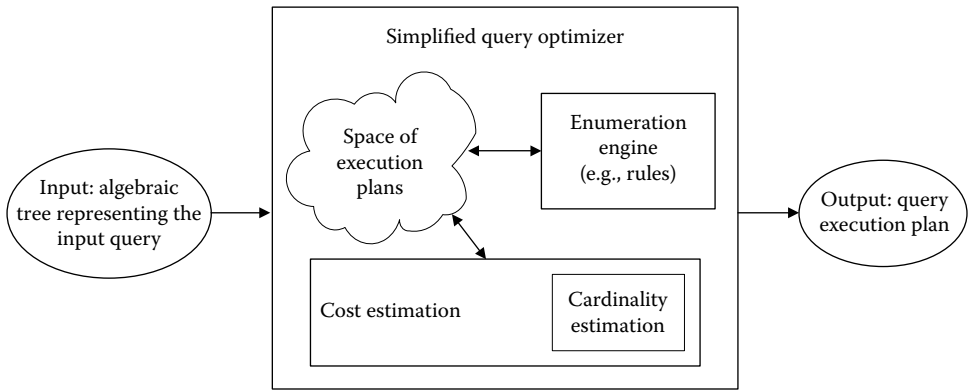 Simplified query optimizer
Input: algebraic
tree representing the
input query
Space of
execution
plans
Enumeration
engine
(e.g., rules)
Cost estimation
Cardinality
estimation
Output: query
execution plan